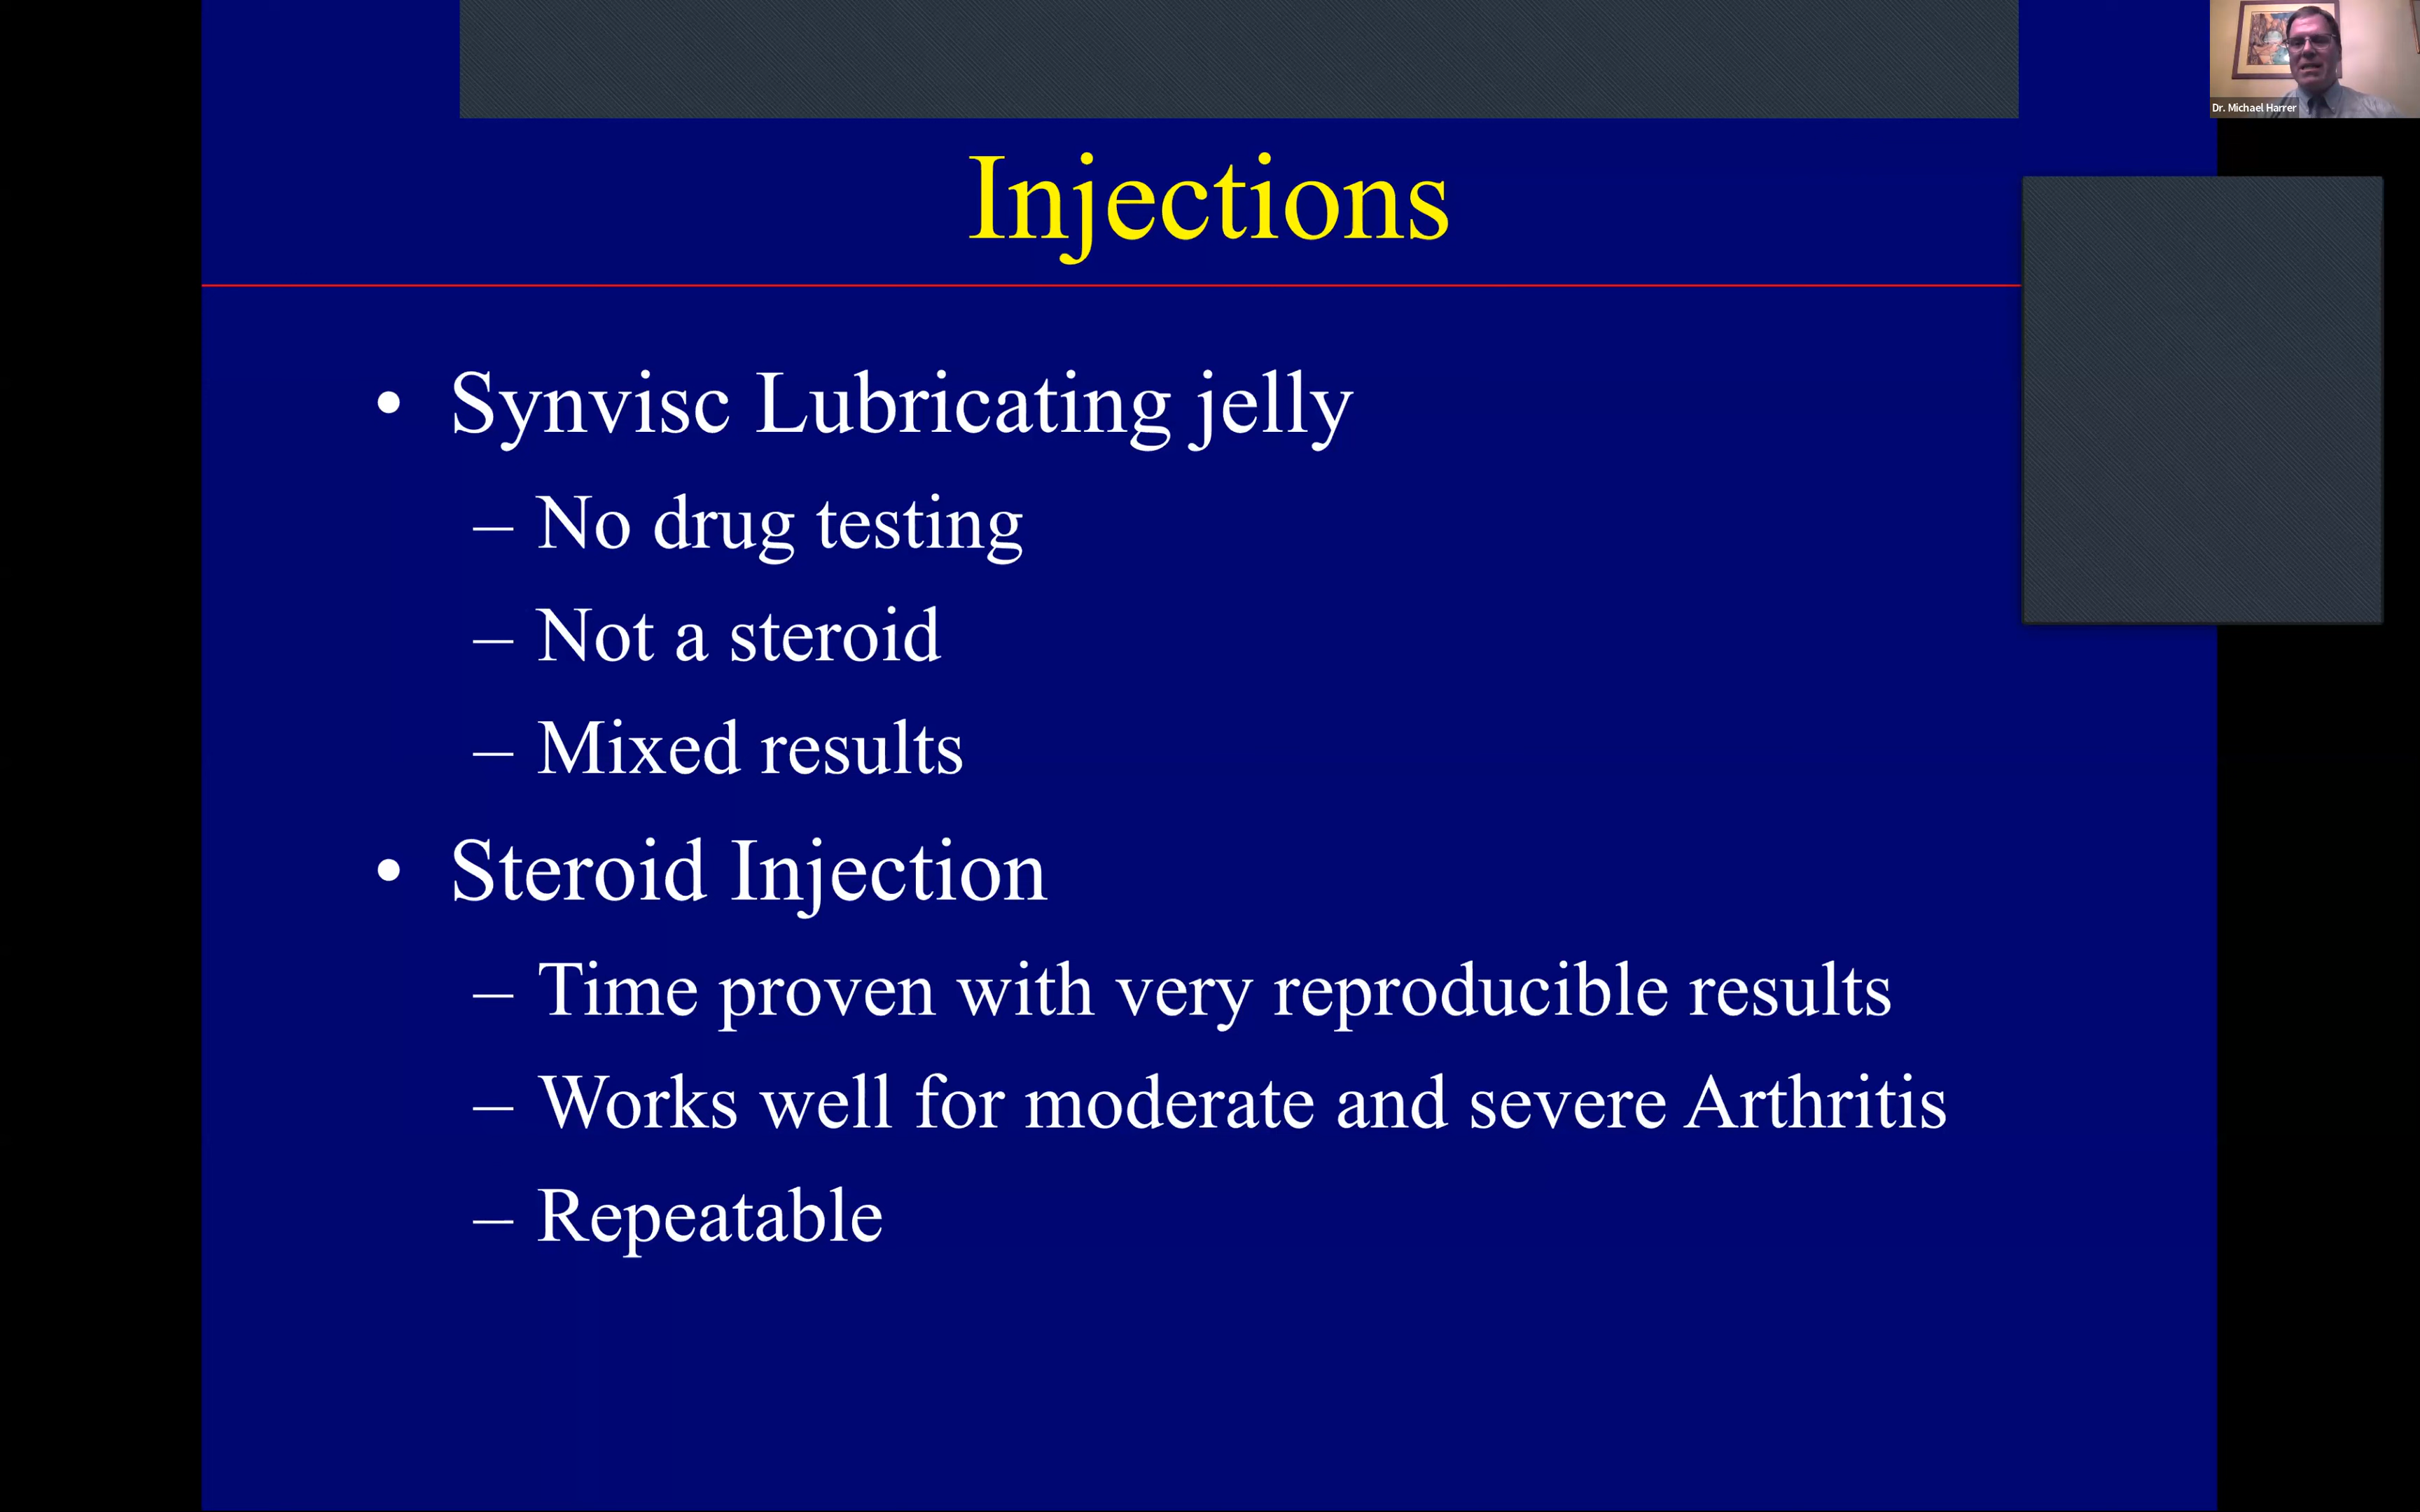 Dr. Michael Harrer
Injections
• Synvisc Lubricating jelly
– No drug testing
– Not a steroid
– Mixed results
• Steroid Injection
– Time proven with very reproducible results
– Works well for moderate and severe Arthritis
– Repeatable